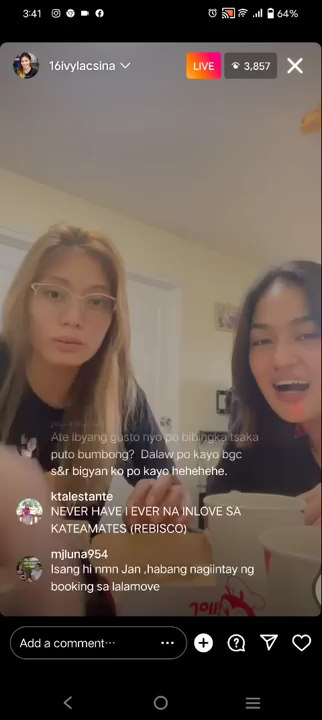 3:41
64%
16ivylacsina
LIVE
3,857
Ate ibyang gusto nyo po bibingka tsaka
puto bumbong? Dalaw po kayo bgc
s&r bigyan ko po kayo hehehehe.
ktalestante
NEVER HAVE I EVER NA INLOVE SA
KATEAMATES (REBISCO)
mjluna954
Isang hi nmn Jan ,habang nagiintay ng
booking sa lalamove
Add a comment...